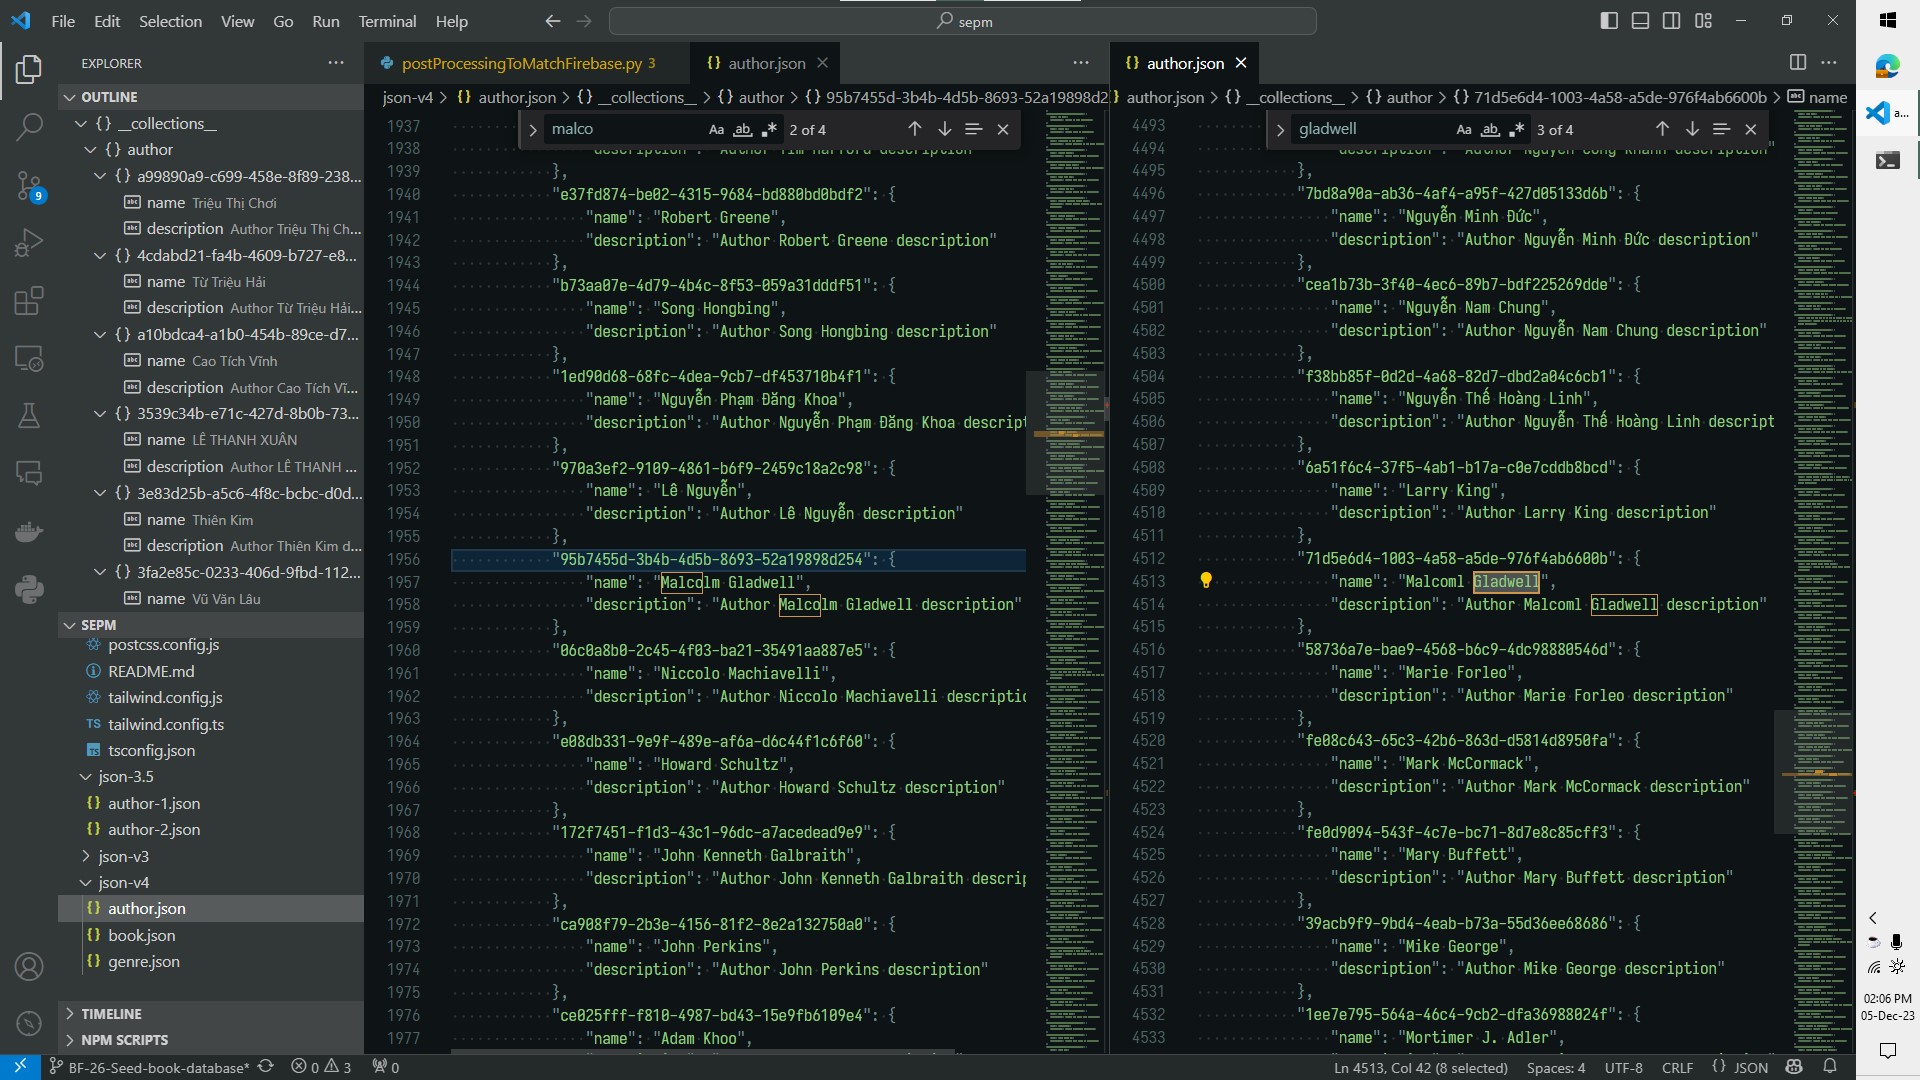 File Edit Selection View Go Run Terminal Help
sepm
EXPLORER
OUTLINE
{} __collections__
{} author
{} a99890a9-c699-458e-8f89-238...
name Triệu Thị Chơi
description Author Triệu Thị Ch...
{} 4cdabd21-fa4b-4609-b727-e8...
name Từ Triệu Hải
description Author Từ Triệu Hải...
{} a10bdca4-a1b0-454b-89ce-d7...
name Cao Tích Vĩnh
description Author Cao Tích Vĩ...
{} 3539c34b-e71c-427d-8b0b-73...
name LÊ THANH XUÂN
description Author LÊ THANH ...
{} 3e83d25b-a5c6-4f8c-bcbc-d0d...
name Thiên Kim
description Author Thiên Kim d...
{} 3fa2e85c-0233-406d-9fbd-112...
name Vũ Văn Lâu
SEPM
postcss.config.js
README.md
tailwind.config.js
TS tailwind.config.ts
tsconfig.json
json-3.5
{} author-1.json
{} author-2.json
json-v3
json-v4
{} author.json
{} book.json
{} genre.json
TIMELINE
NPM SCRIPTS
9
postProcessingToMatchFirebase.py 3
{} author.json
json-v4 > {} author.json > {} __collections__ > {} author > {} 95b7455d-3b4b-4d5b-8693-52a19898d2
malco Aa ab .* 2 of 4
1937
1938 "description": "Author Tim Harford description"
1939 },
1940 "e37fd874-be02-4315-9684-bd880bd0bdf2": {
1941 "name": "Robert Greene",
1942 "description": "Author Robert Greene description"
1943 },
1944 "b73aa07e-4d79-4b4c-8f53-059a31dddf51": {
1945 "name": "Song Hongbing",
1946 "description": "Author Song Hongbing description"
1947 },
1948 "1ed90d68-68fc-4dea-9cb7-df453710b4f1": {
1949 "name": "Nguyễn Phạm Đăng Khoa",
1950 "description": "Author Nguyễn Phạm Đăng Khoa descript
1951 },
1952 "970a3ef2-9109-4861-b6f9-2459c18a2c98": {
1953 "name": "Lê Nguyễn",
1954 "description": "Author Lê Nguyễn description"
1955 },
1956 "95b7455d-3b4b-4d5b-8693-52a19898d254": {
1957 "name": "Malcolm Gladwell",
1958 "description": "Author Malcolm Gladwell description"
1959 },
1960 "06c0a8b0-2c45-4f03-ba21-35491aa887e5": {
1961 "name": "Niccolo Machiavelli",
1962 "description": "Author Niccolo Machiavelli descriptio
1963 },
1964 "e08db331-9e9f-489e-af6a-d6c44f1c6f60": {
1965 "name": "Howard Schultz",
1966 "description": "Author Howard Schultz description"
1967 },
1968 "172f7451-f1d3-43c1-96dc-a7acedead9e9": {
1969 "name": "John Kenneth Galbraith",
1970 "description": "Author John Kenneth Galbraith descrip
1971 },
1972 "ca908f79-2b3e-4156-81f2-8e2a132750a0": {
1973 "name": "John Perkins",
1974 "description": "Author John Perkins description"
1975 },
1976 "ce025fff-f810-4987-bd43-15e9fb6109e4": {
1977 "name": "Adam Khoo",
{} author.json
author.json > {} __collections__ > {} author > {} 71d5e6d4-1003-4a58-a5de-976f4ab6600b > name
gladwell Aa ab .* 3 of 4
4493
4494 "description": "Author Nguyễn Công Khanh description"
4495 },
4496 "7bd8a90a-ab36-4af4-a95f-427d05133d6b": {
4497 "name": "Nguyễn Minh Đức",
4498 "description": "Author Nguyễn Minh Đức description"
4499 },
4500 "cea1b73b-3f40-4ec6-89b7-bdf225269dde": {
4501 "name": "Nguyễn Nam Chung",
4502 "description": "Author Nguyễn Nam Chung description"
4503 },
4504 "f38bb85f-0d2d-4a68-82d7-dbd2a04c6cb1": {
4505 "name": "Nguyễn Thế Hoàng Linh",
4506 "description": "Author Nguyễn Thế Hoàng Linh descript
4507 },
4508 "6a51f6c4-37f5-4ab1-b17a-c0e7cddb8bcd": {
4509 "name": "Larry King",
4510 "description": "Author Larry King description"
4511 },
4512 "71d5e6d4-1003-4a58-a5de-976f4ab6600b": {
4513 "name": "Malcoml Gladwell",
4514 "description": "Author Malcoml Gladwell description"
4515 },
4516 "58736a7e-bae9-4568-b6c9-4dc98880546d": {
4517 "name": "Marie Forleo",
4518 "description": "Author Marie Forleo description"
4519 },
4520 "fe08c643-65c3-42b6-863d-d5814d8950fa": {
4521 "name": "Mark McCormack",
4522 "description": "Author Mark McCormack description"
4523 },
4524 "fe0d9094-543f-4c7e-bc71-8d7e8c85cff3": {
4525 "name": "Mary Buffett",
4526 "description": "Author Mary Buffett description"
4527 },
4528 "39acb9f9-9bd4-4eab-b73a-55d36ee68686": {
4529 "name": "Mike George",
4530 "description": "Author Mike George description"
4531 },
4532 "1ee7e795-564a-46c4-9cb2-dfa36988024f": {
4533 "name": "Mortimer J. Adler",
BF-26-Seed-book-database* 0 3 0
Ln 4513, Col 42 (8 selected) Spaces: 4 UTF-8 CRLF {} JSON
a...
02:06 PM
05-Dec-23